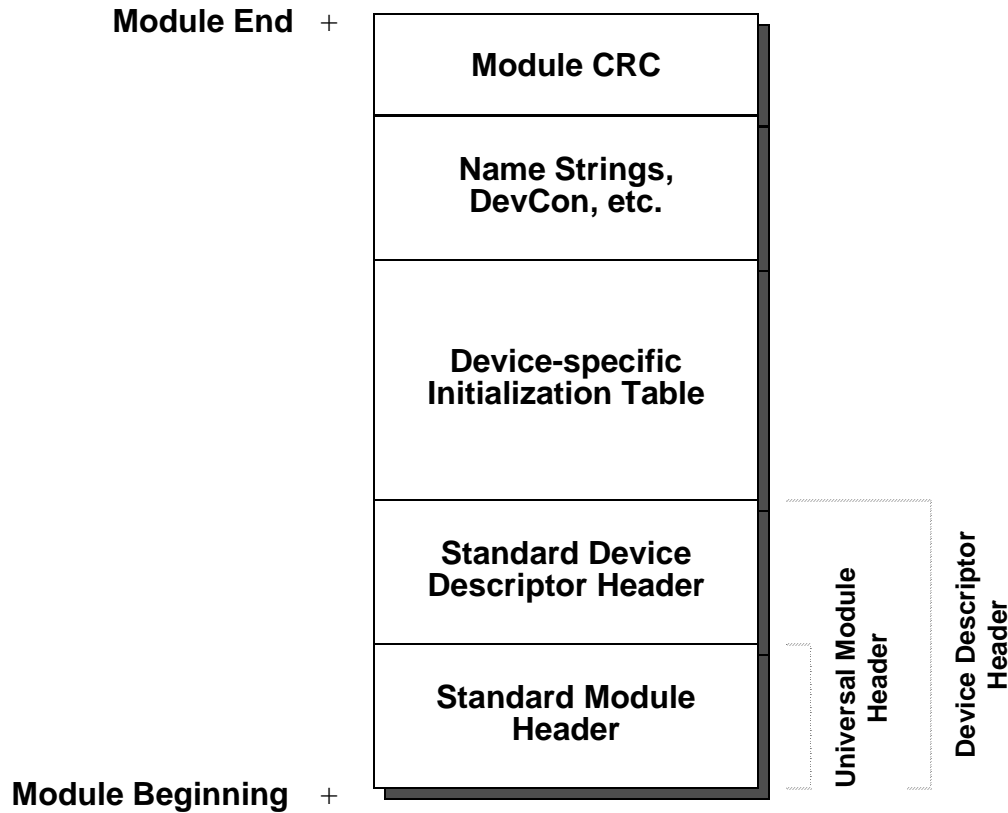 Module End +
Module CRC
Name Strings,
DevCon, etc.
Device-specific
Initialization Table
Standard Device
Descriptor Header
Standard Module
Header
Universal Module
Header
Device Descriptor
Header
Module Beginning +